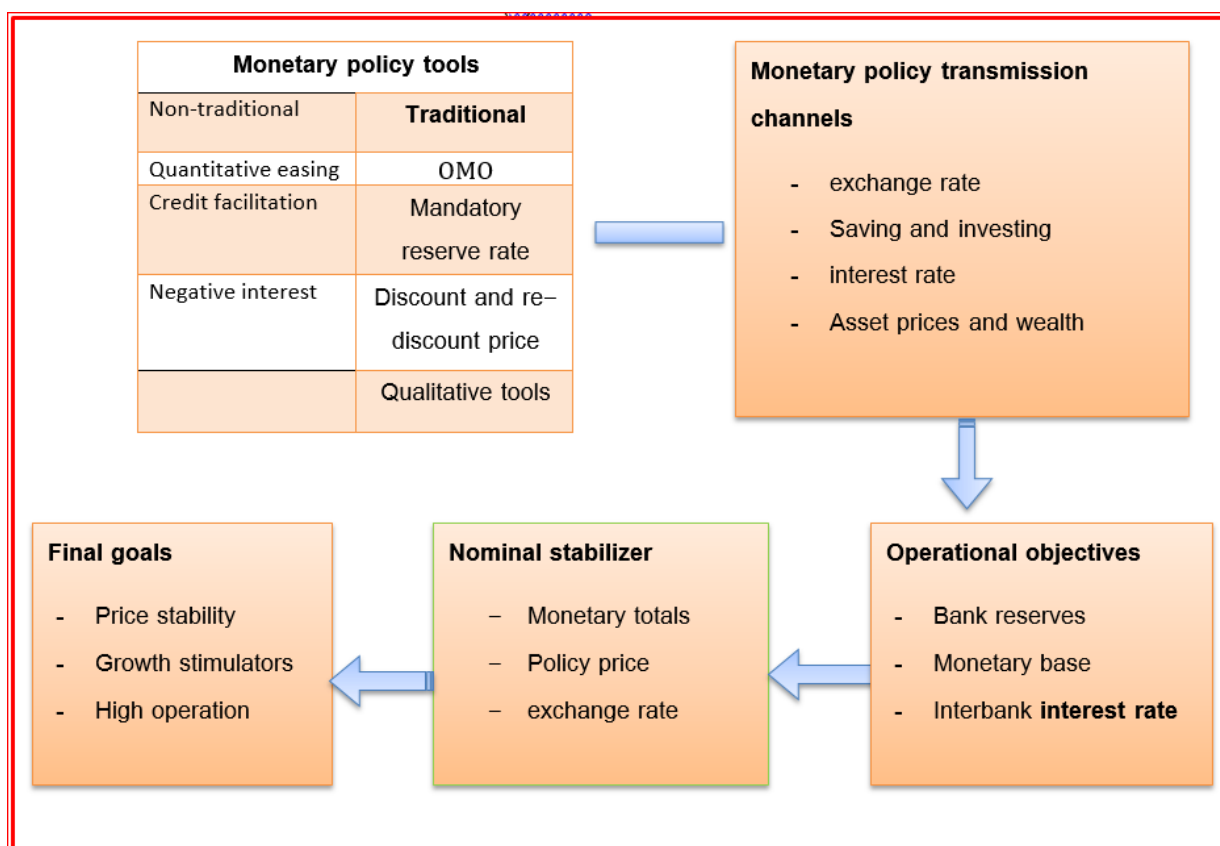 Monetary policy tools
Non-traditional
Traditional
Quantitative easing
OMO
Credit facilitation
Mandatory
reserve rate
Negative interest
Discount and re–
discount price
Qualitative tools
Monetary policy transmission
channels
- exchange rate
- Saving and investing
- interest rate
- Asset prices and wealth
Final goals
- Price stability
- Growth stimulators
- High operation
Nominal stabilizer
– Monetary totals
– Policy price
– exchange rate
Operational objectives
- Bank reserves
- Monetary base
- Interbank interest rate